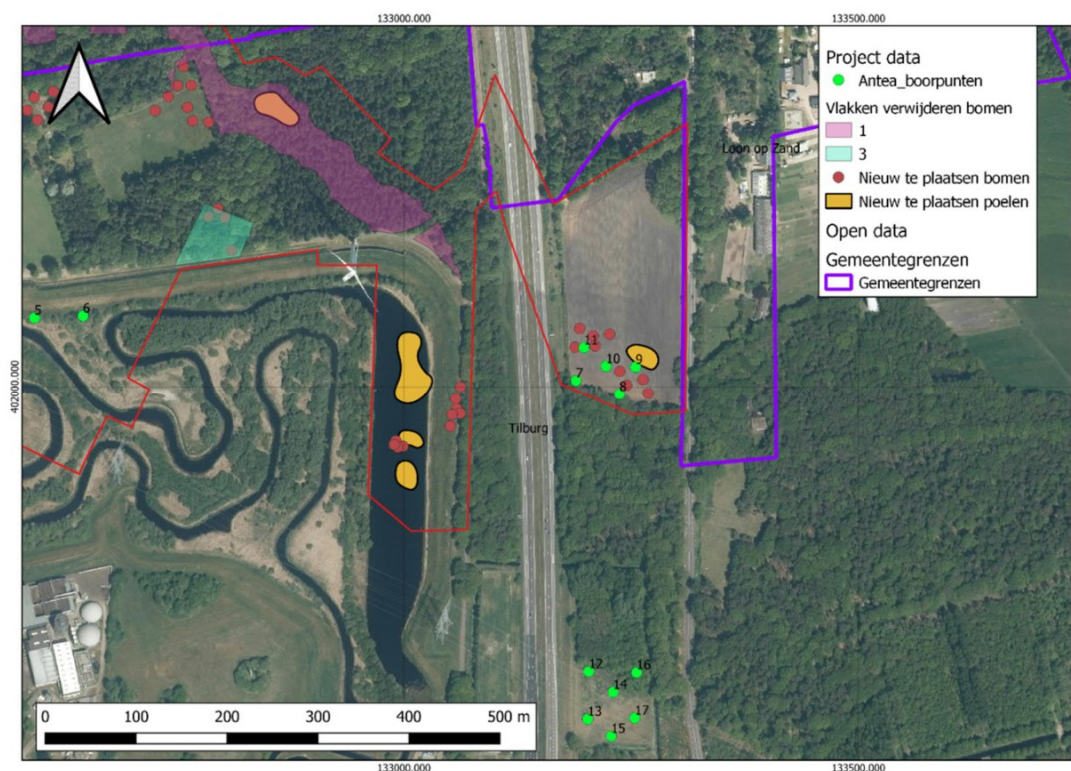 133000.000
133500.000
Project data
Antea_boorpunten
Vlakken verwijderen bomen
1
3
Nieuw te plaatsen bomen
Nieuw te plaatsen poelen
Open data
Gemeentegrenzen
Gemeentegrenzen
Loon op Zand
5
6
11
10
9
7
8
402000.000
Tilburg
12
16
14
13
17
15
0
100
200
300
400
500 m
133000.000
133500.000